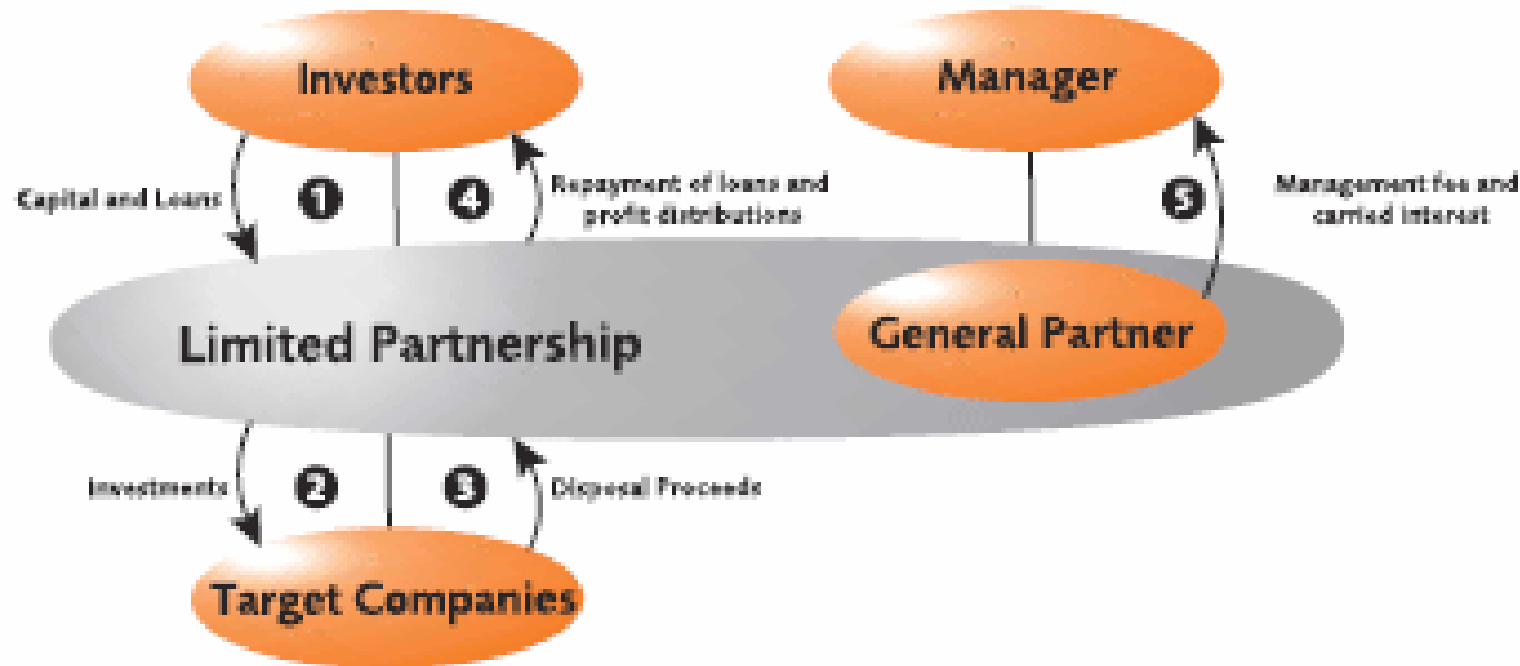 Investors
Manager
Capital and Loans
1
4
Repayment of loans and
profit distributions
5
Management fee and
carried interest
Limited Partnership
General Partner
Investments
2
3
Disposal Proceeds
Target Companies